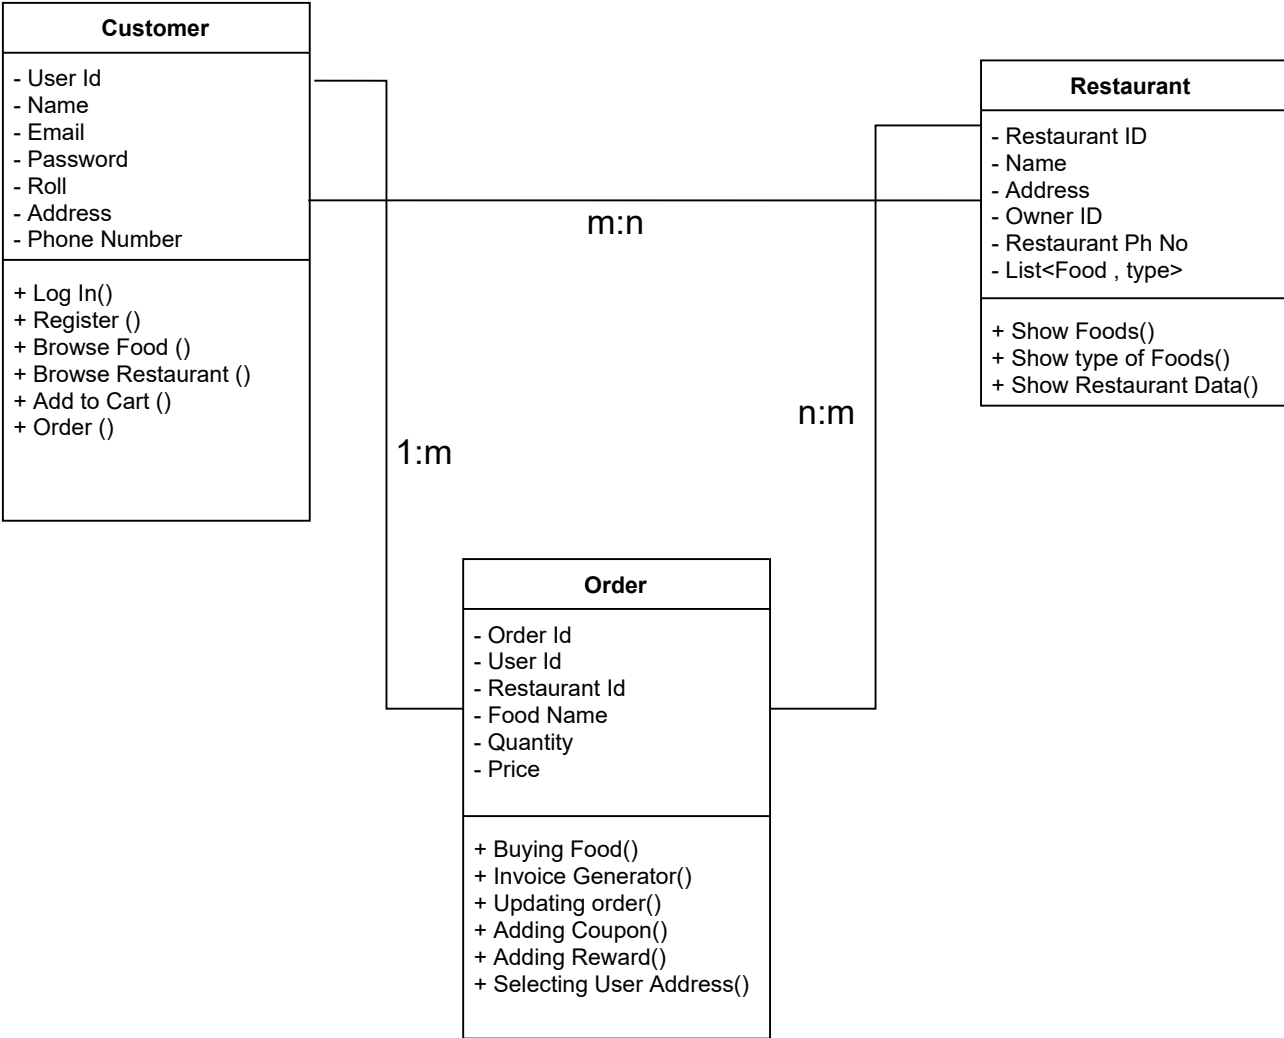 Customer
- User Id
- Name
- Email
- Password
- Roll
- Address
- Phone Number
+ Log In()
+ Register ()
+ Browse Food ()
+ Browse Restaurant ()
+ Add to Cart ()
+ Order ()
Restaurant
- Restaurant ID
- Name
- Address
- Owner ID
- Restaurant Ph No
- List<Food , type>
+ Show Foods()
+ Show type of Foods()
+ Show Restaurant Data()
m:n
n:m
1:m
Order
- Order Id
- User Id
- Restaurant Id
- Food Name
- Quantity
- Price
+ Buying Food()
+ Invoice Generator()
+ Updating order()
+ Adding Coupon()
+ Adding Reward()
+ Selecting User Address()